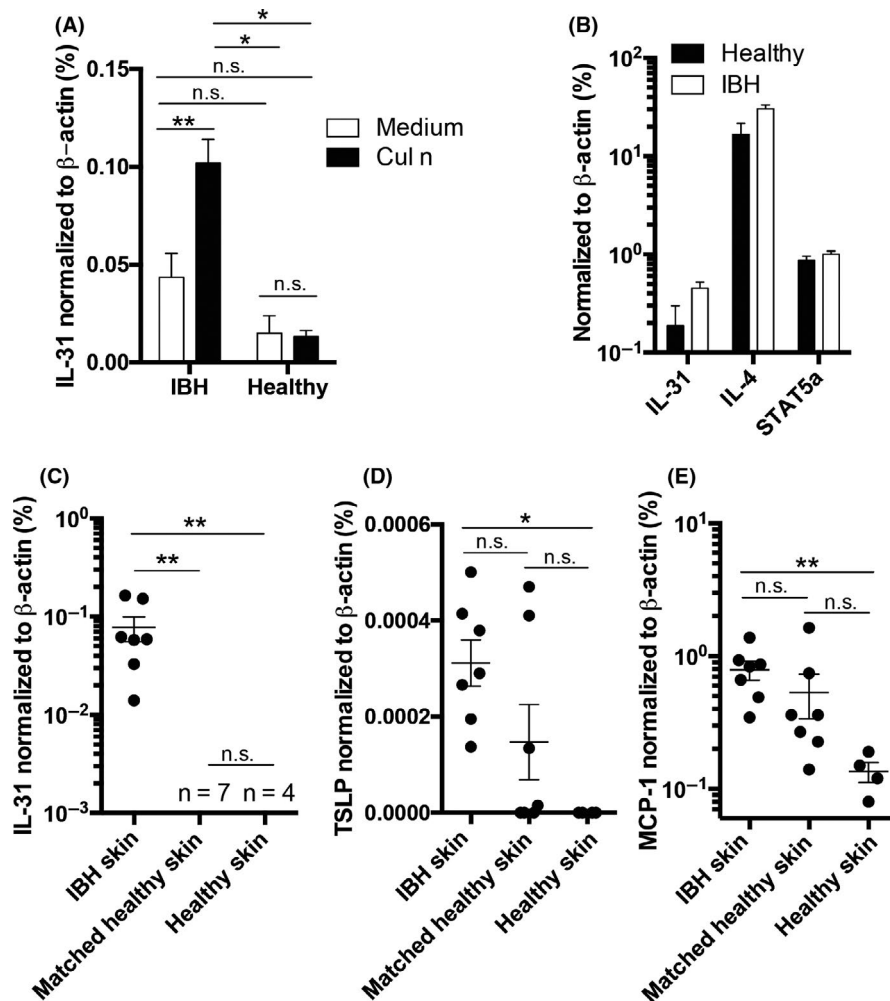 (A)
*
*
n.s.
n.s.
**
n.s.
IL-31 normalized to β-actin (%)
0.15
0.10
0.05
0.00
IBH
Healthy
Medium
Cul n
(B)
Healthy
IBH
Normalized to β-actin (%)
10²
10¹
10⁰
10⁻¹
IL-31
IL-4
STAT5a
(C)
IL-31 normalized to β-actin (%)
10⁰
10⁻¹
10⁻²
10⁻³
**
**
n.s.
n = 7 n = 4
IBH skin
Matched healthy skin
Healthy skin
(D)
TSLP normalized to β-actin (%)
0.0006
0.0004
0.0002
0.0000
*
n.s.
n.s.
IBH skin
Matched healthy skin
Healthy skin
(E)
MCP-1 normalized to β-actin (%)
10¹
10⁰
10⁻¹
**
n.s.
n.s.
IBH skin
Matched healthy skin
Healthy skin